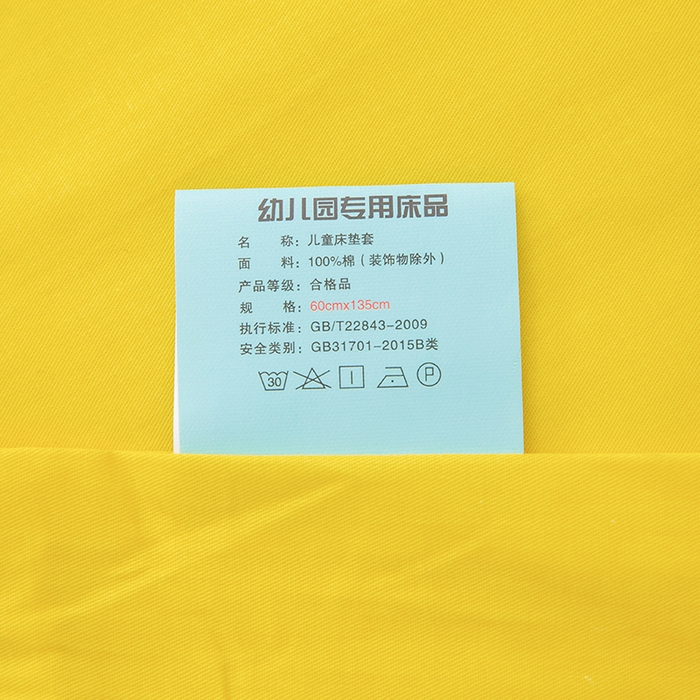 幼儿园专用床品
名 称：儿童床垫套
面 料：100%棉（装饰物除外）
产品等级：合格品
规 格：60cmx135cm
执行标准：GB/T22843-2009
安全类别：GB31701-2015B类
30 P